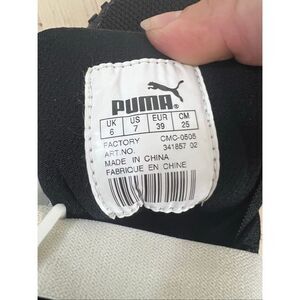 PUMA®
UK US EUR CM
6 7 39 25
FACTORY CMC-0505
ART.NO. 341857 02
MADE IN CHINA
FABRIQUE EN CHINE